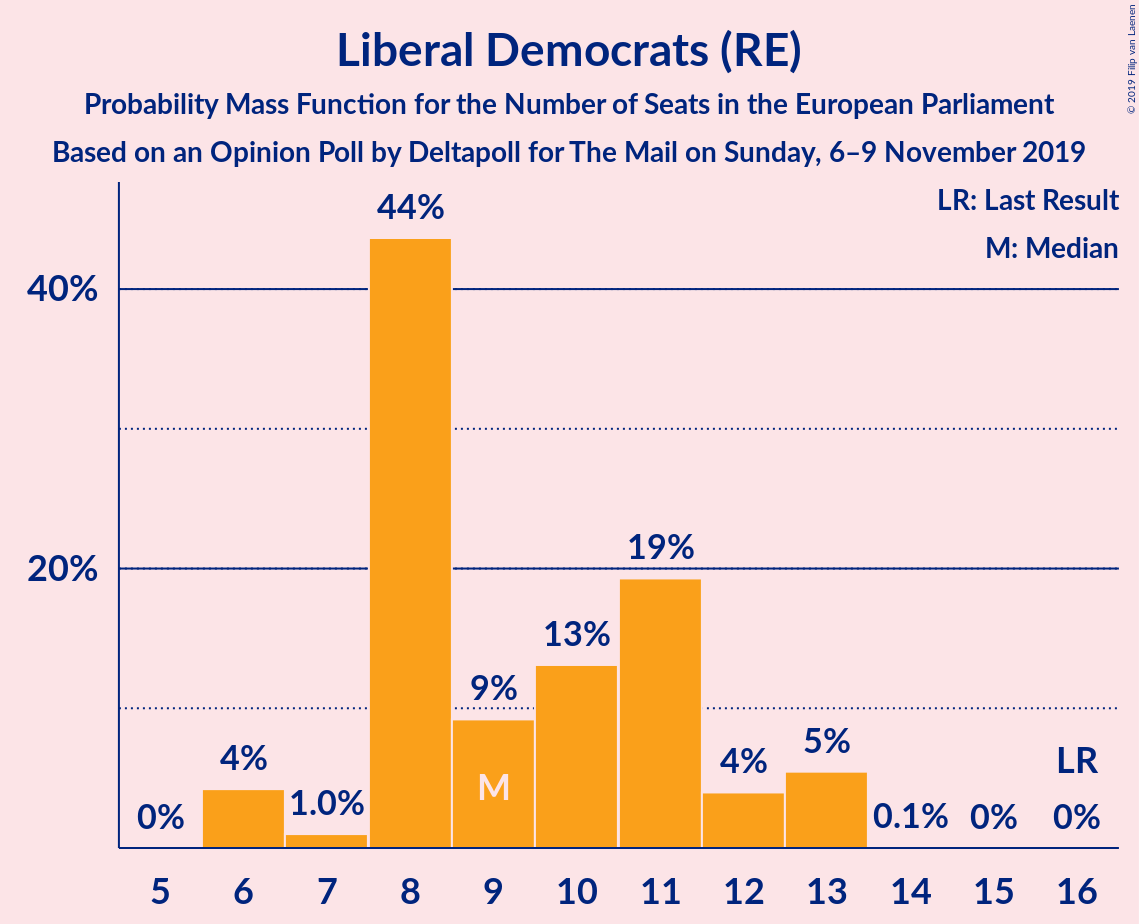 Liberal Democrats (RE)
Probability Mass Function for the Number of Seats in the European Parliament
Based on an Opinion Poll by Deltapoll for The Mail on Sunday, 6–9 November 2019
© 2019 Filip van Laenen
LR: Last Result
M: Median
40%
20%
0%
4%
1.0%
44%
9%
13%
19%
4%
5%
0.1%
0%
LR
0%
M
5 6 7 8 9 10 11 12 13 14 15 16